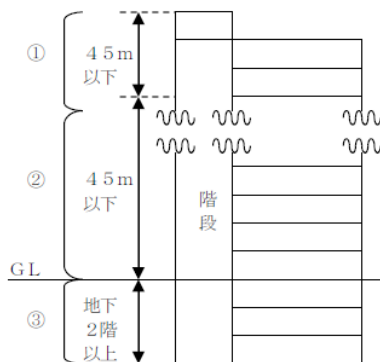 ①
４５ｍ
以下
②
４５ｍ
以下
階
段
ＧＬ
③
地下
２階
以上